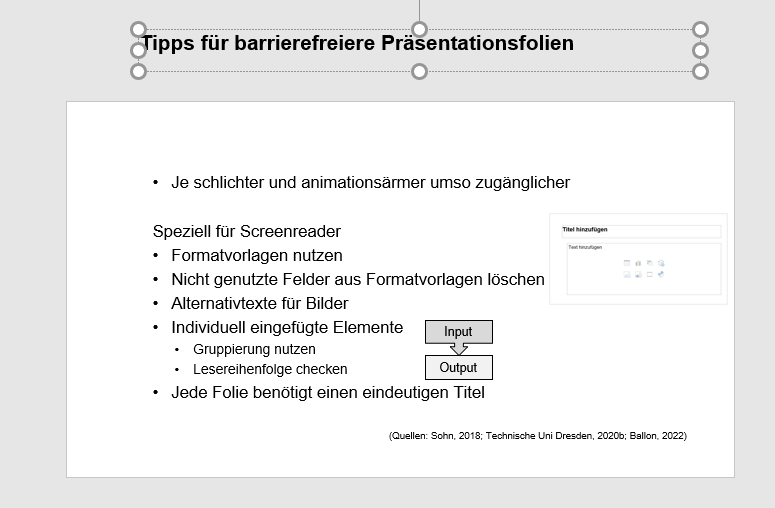 Tipps für barrierefreiere Präsentationsfolien
• Je schlichter und animationsärmer umso zugänglicher
Speziell für Screenreader
• Formatvorlagen nutzen
• Nicht genutzte Felder aus Formatvorlagen löschen
• Alternativtexte für Bilder
• Individuell eingefügte Elemente
• Gruppierung nutzen
• Lesereihenfolge checken
• Jede Folie benötigt einen eindeutigen Titel
Titel hinzufügen
Text hinzufügen
Input
Output
(Quellen: Sohn, 2018; Technische Uni Dresden, 2020b; Ballon, 2022)